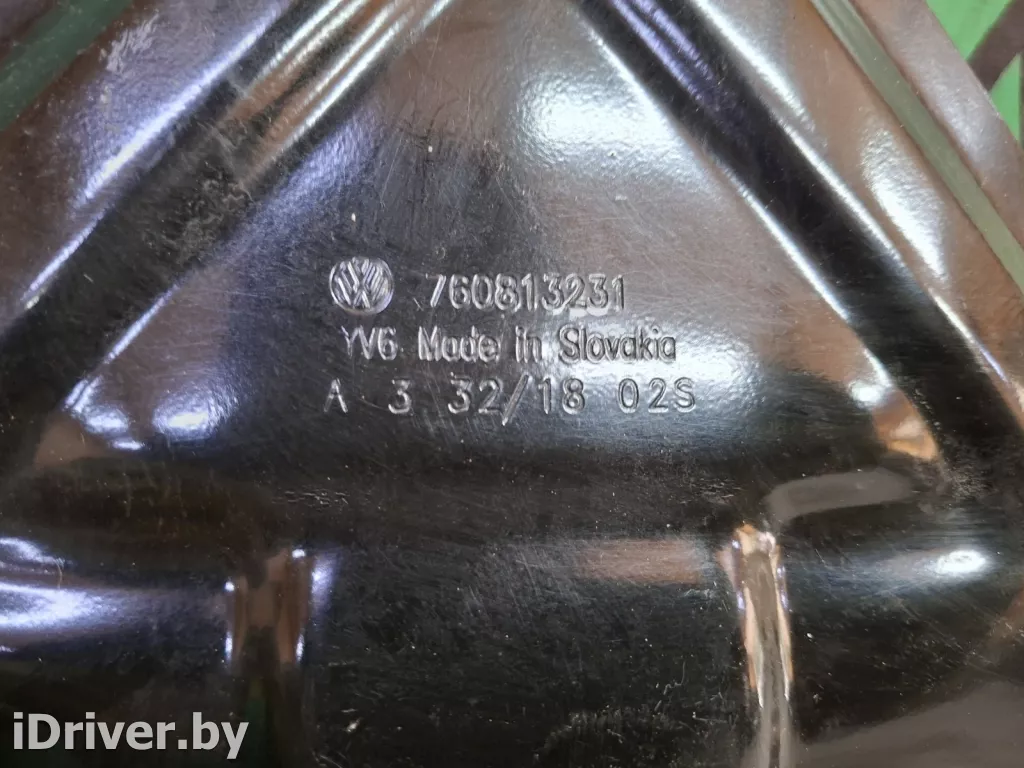 760813231
YV6 Made in Slovakia
A 3 32/18 02S
iDriver.by